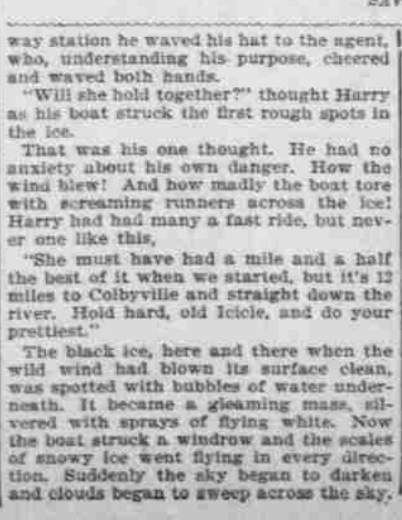 way station he waved his hat to the agent,
who, understanding his purpose, cheered
and waved both hands.
"Will she hold together?" thought Harry
as his boat struck the first rough spots in
the ice.
That was his one thought. He had no
anxiety about his own danger. How the
wind blew! And how madly the boat tore
with screaming runners across the ice!
Harry had had many a fast ride, but nev-
er one like this,
"She must have had a mile and a half
the best of it when we started, but it's 12
miles to Colbyville and straight down the
river. Hold hard, old Icicle, and do your
prettiest."
The black ice, here and there when the
wild wind had blown its surface clean,
was spotted with bubbles of water under-
neath. It became a gleaming mass, sil-
vered with sprays of flying white. Now
the boat struck a windrow and the scales
of snowy ice went flying in every direc-
tion. Suddenly the sky began to darken
and clouds began to sweep across the sky.